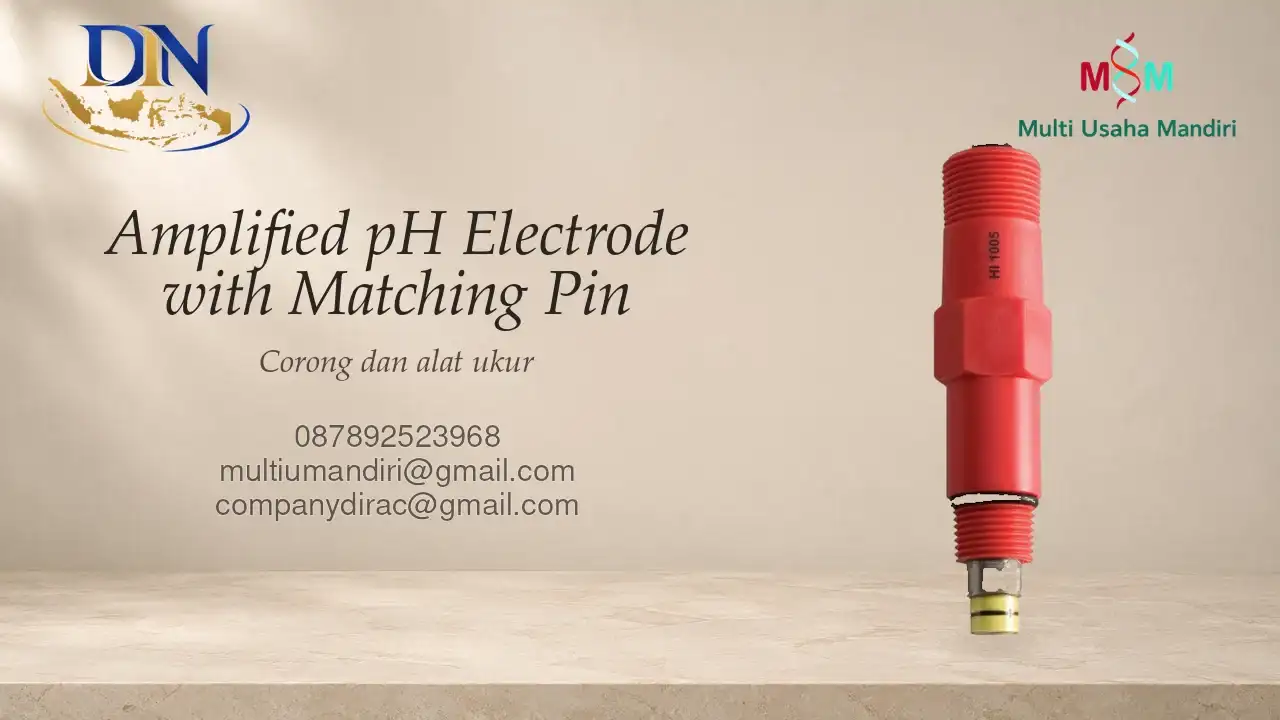 DIN
MSM
Multi Usaha Mandiri
Amplified pH Electrode
with Matching Pin
Corong dan alat ukur
087892523968
multiumandiri@gmail.com
companydirac@gmail.com
HI 1005